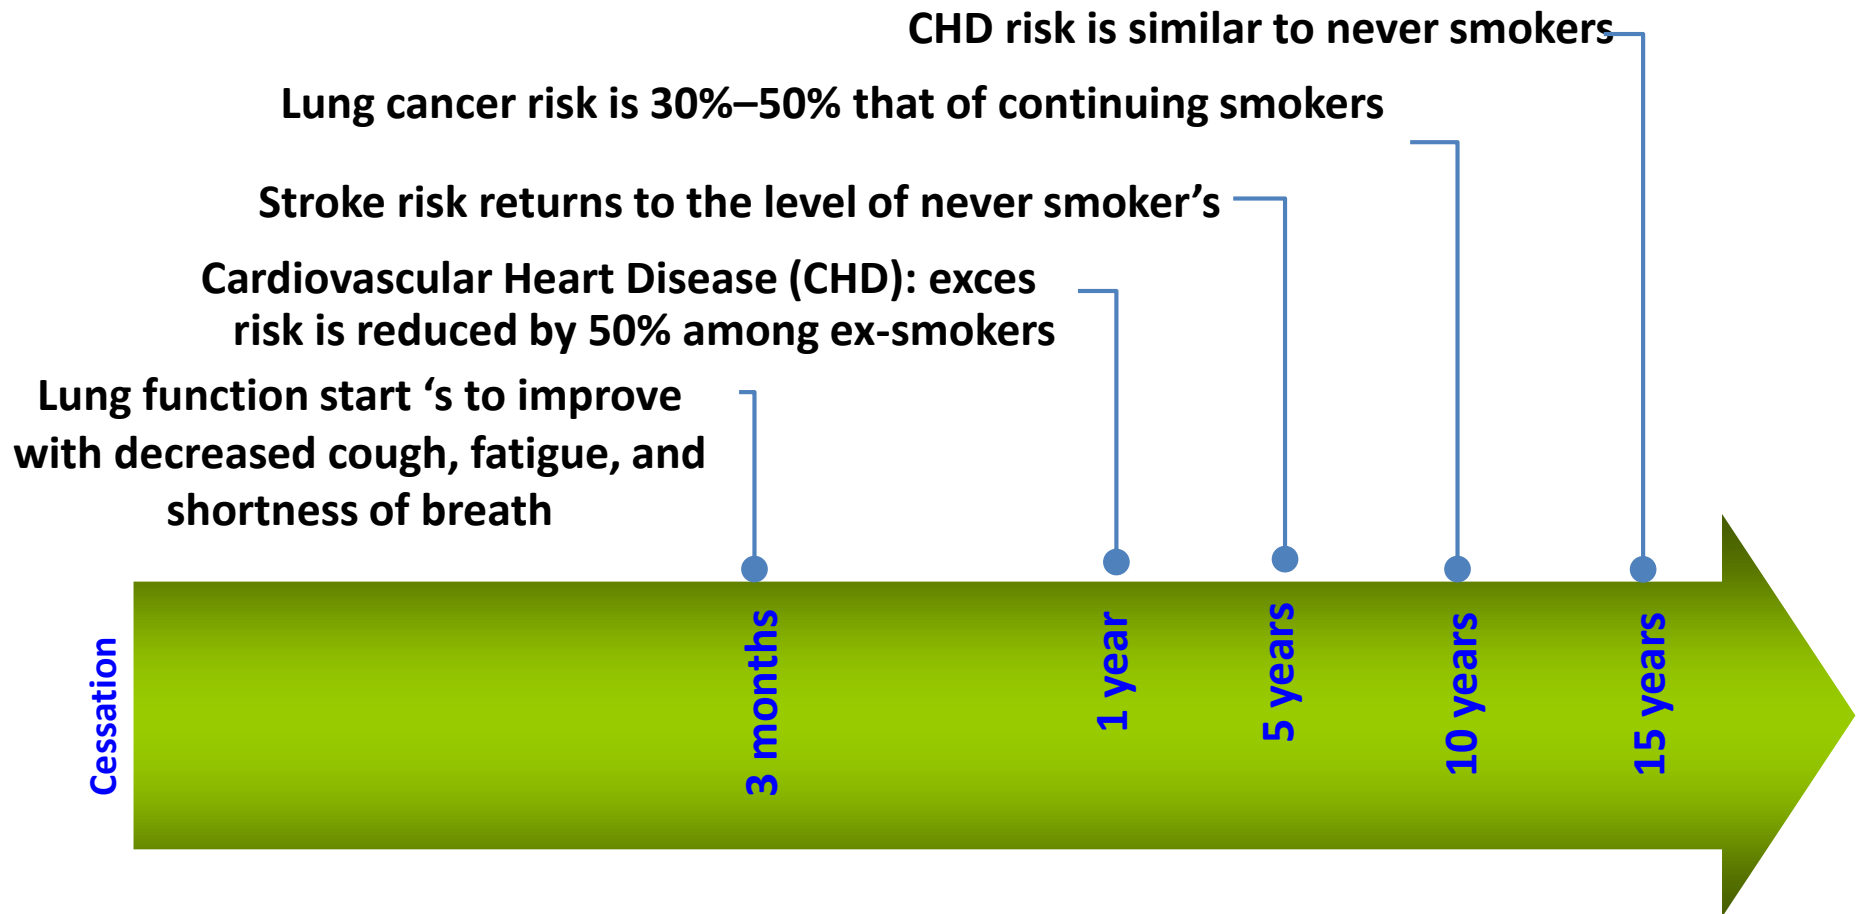 CHD risk is similar to never smokers
Lung cancer risk is 30%–50% that of continuing smokers
Stroke risk returns to the level of never smoker’s
Cardiovascular Heart Disease (CHD): exces
risk is reduced by 50% among ex-smokers
Lung function start ‘s to improve
with decreased cough, fatigue, and
shortness of breath
Cessation
3 months
1 year
5 years
10 years
15 years